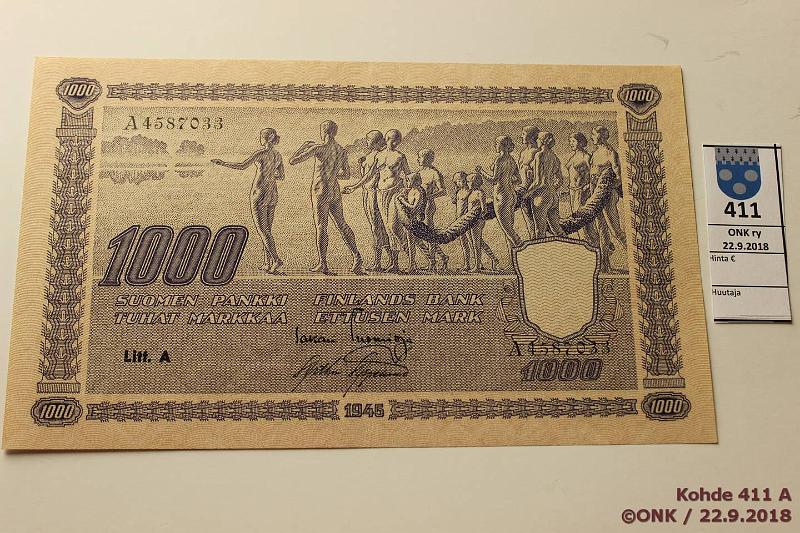 1000
1000
A4587033
1000
SUOMEN PANKKI FINLANDS BANK
TUHAT MARKKAA ETTUSEN MARK
Litt. A
A4587033
1000
1000
1945
1000
411
ONK ry
22.9.2018
Hinta €
Huutaja
Kohde 411 A
©ONK / 22.9.2018